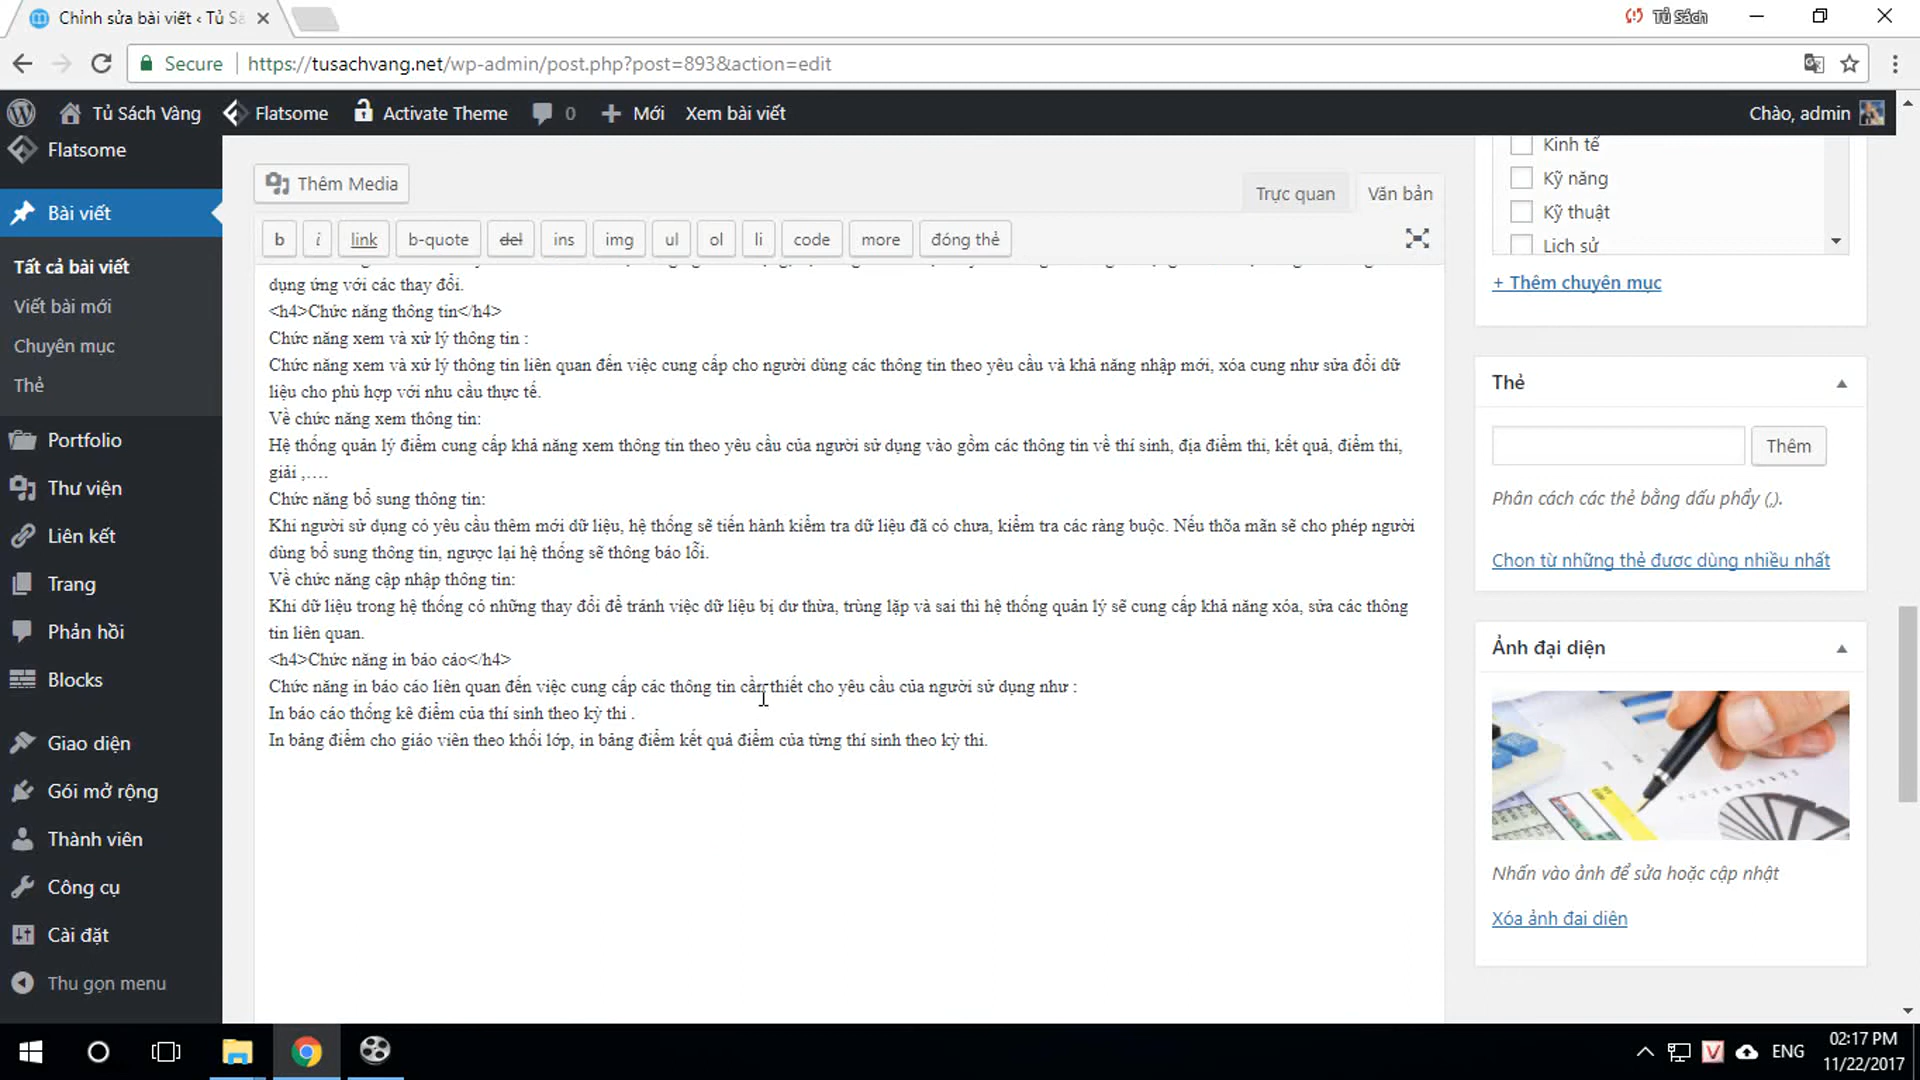 Chỉnh sửa bài viết ‹ Tủ Sá
Tủ Sách
Secure
https://tusachvang.net/wp-admin/post.php?post=893&action=edit
Tủ Sách Vàng
Flatsome
Activate Theme
0
Mới
Xem bài viết
Chào, admin
Flatsome
Bài viết
Tất cả bài viết
Viết bài mới
Chuyên mục
Thẻ
Portfolio
Thư viện
Liên kết
Trang
Phản hồi
Blocks
Giao diện
Gói mở rộng
Thành viên
Công cụ
Cài đặt
Thu gọn menu
Thêm Media
Trực quan
Văn bản
b
i
link
b-quote
del
ins
img
ul
ol
li
code
more
đóng thẻ
dụng ứng với các thay đổi.
<h4>Chức năng thông tin</h4>
Chức năng xem và xử lý thông tin :
Chức năng xem và xử lý thông tin liên quan đến việc cung cấp cho người dùng các thông tin theo yêu cầu và khả năng nhập mới, xóa cung như sửa đổi dữ
liệu cho phù hợp với nhu cầu thực tế.
Về chức năng xem thông tin:
Hệ thống quản lý điểm cung cấp khả năng xem thông tin theo yêu cầu của người sử dụng vào gồm các thông tin về thí sinh, địa điểm thi, kết quả, điểm thi,
giải ,….
Chức năng bổ sung thông tin:
Khi người sử dụng có yêu cầu thêm mới dữ liệu, hệ thống sẽ tiến hành kiểm tra dữ liệu đã có chưa, kiểm tra các ràng buộc. Nếu thõa mãn sẽ cho phép người
dùng bổ sung thông tin, ngược lại hệ thống sẽ thông báo lỗi.
Về chức năng cập nhập thông tin:
Khi dữ liệu trong hệ thống có những thay đổi để tránh việc dữ liệu bị dư thừa, trùng lặp và sai thì hệ thống quản lý sẽ cung cấp khả năng xóa, sửa các thông
tin liên quan.
<h4>Chức năng in báo cáo</h4>
Chức năng in báo cáo liên quan đến việc cung cấp các thông tin cần thiết cho yêu cầu của người sử dụng như :
In báo cáo thống kê điểm của thí sinh theo kỳ thi .
In bảng điểm cho giáo viên theo khối lớp, in bảng điểm kết quả điểm của từng thí sinh theo kỳ thi.
Kinh tế
Kỹ năng
Kỹ thuật
Lịch sử
+ Thêm chuyên mục
Thẻ
Thêm
Phân cách các thẻ bằng dấu phẩy (,).
Chọn từ những thẻ được dùng nhiều nhất
Ảnh đại diện
Nhấn vào ảnh để sửa hoặc cập nhật
Xóa ảnh đại diện
ENG
02:17 PM
11/22/2017